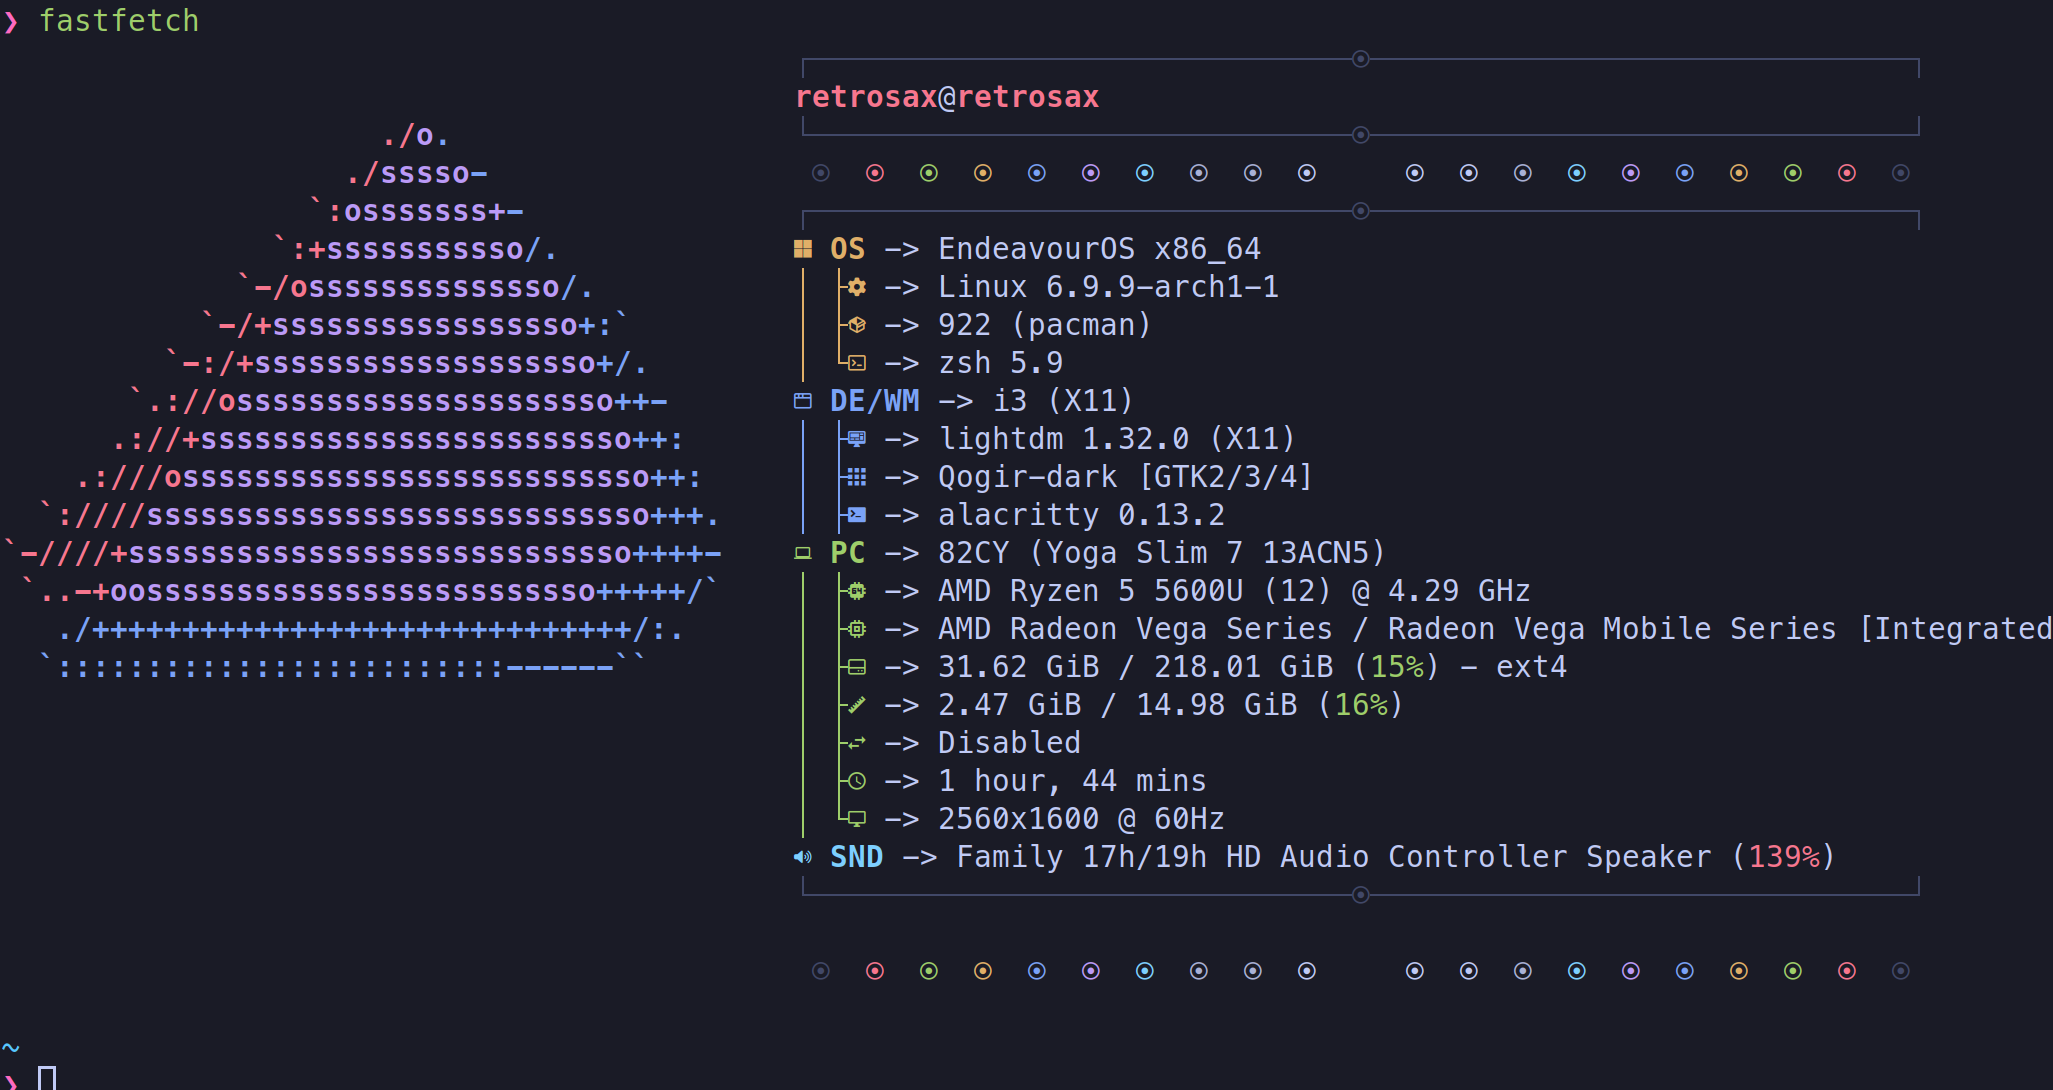 ❯ fastfetch
retrosax@retrosax
./o.
./sssso-
`:osssssss+-
`:+sssssssssso/.
`-/ossssssssssssso/.
`-/+sssssssssssssssso+:`
`-:/+sssssssssssssssssso+/.
`.://osssssssssssssssssssso++-
.://+ssssssssssssssssssssssso++:
.:///ossssssssssssssssssssssssso++:
`:////ssssssssssssssssssssssssssso+++.
`-////+ssssssssssssssssssssssssssso++++-
`..-+oosssssssssssssssssssssssso+++++/`
./++++++++++++++++++++++++++++++/:.
`:::::::::::::::::::::::::------``
OS -> EndeavourOS x86_64
-> Linux 6.9.9-arch1-1
-> 922 (pacman)
-> zsh 5.9
DE/WM -> i3 (X11)
-> lightdm 1.32.0 (X11)
-> Qogir-dark [GTK2/3/4]
-> alacritty 0.13.2
PC -> 82CY (Yoga Slim 7 13ACN5)
-> AMD Ryzen 5 5600U (12) @ 4.29 GHz
-> AMD Radeon Vega Series / Radeon Vega Mobile Series [Integrated
-> 31.62 GiB / 218.01 GiB (15%) - ext4
-> 2.47 GiB / 14.98 GiB (16%)
-> Disabled
-> 1 hour, 44 mins
-> 2560x1600 @ 60Hz
SND -> Family 17h/19h HD Audio Controller Speaker (139%)
~
❯